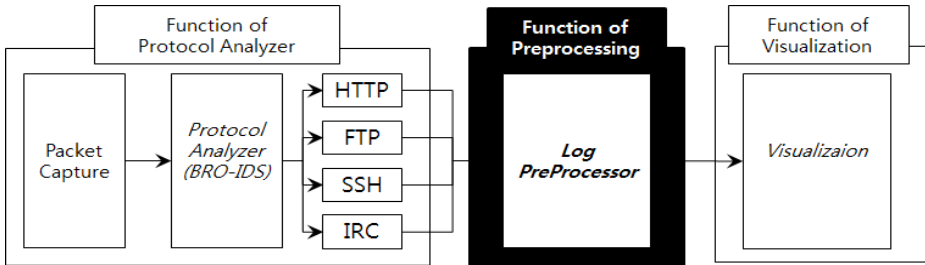 Function of
Protocol Analyzer
Packet
Capture
Protocol
Analyzer
(BRO-IDS)
HTTP
FTP
SSH
IRC
Function of
Preprocessing
Log
PreProcessor
Function of
Visualization
Visualizaion